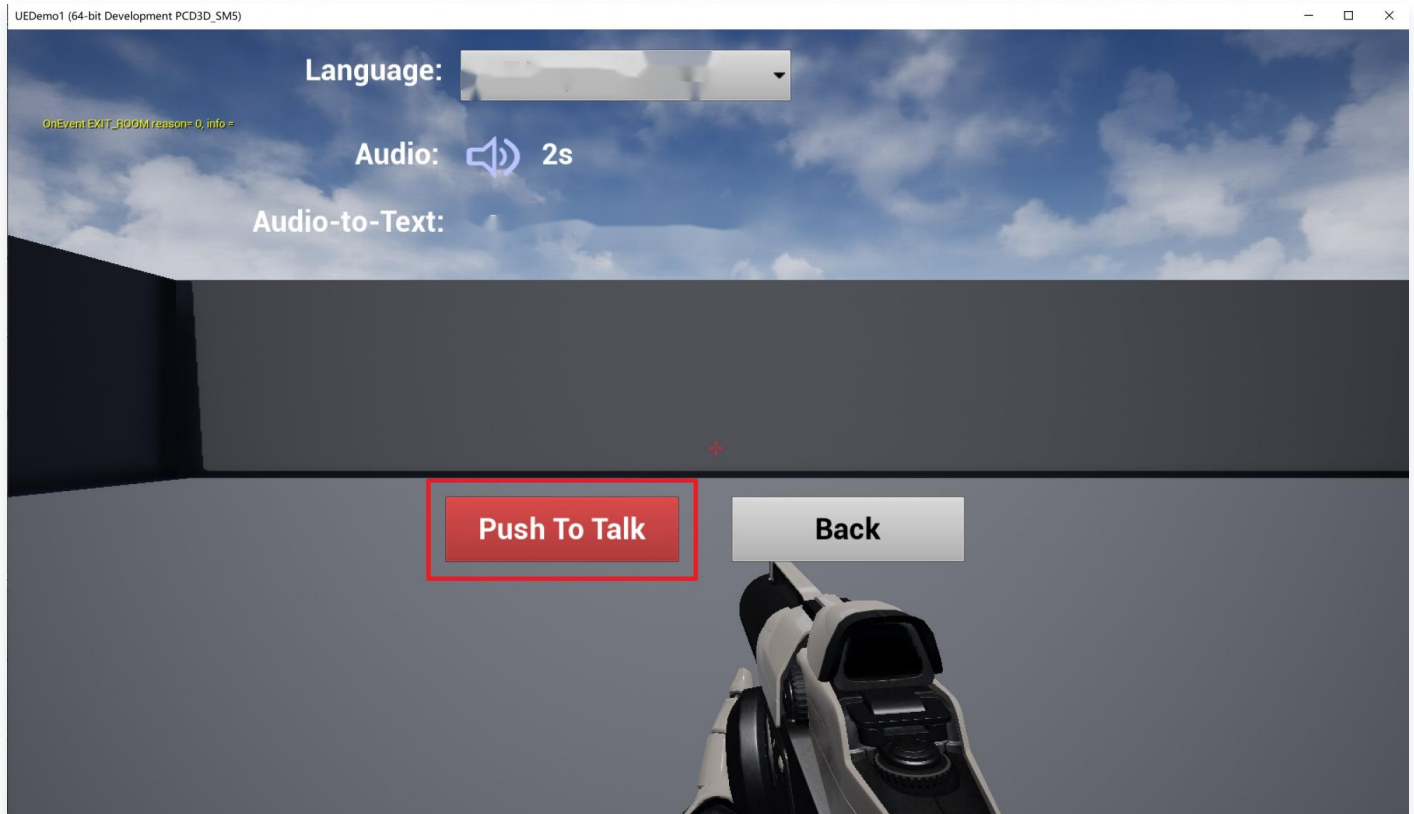 UEDemo1 (64-bit Development PCD3D_SM5)
Language:
OnEvent EXIT_ROOM reason= 0, info =
Audio: 2s
Audio-to-Text:
Push To Talk
Back